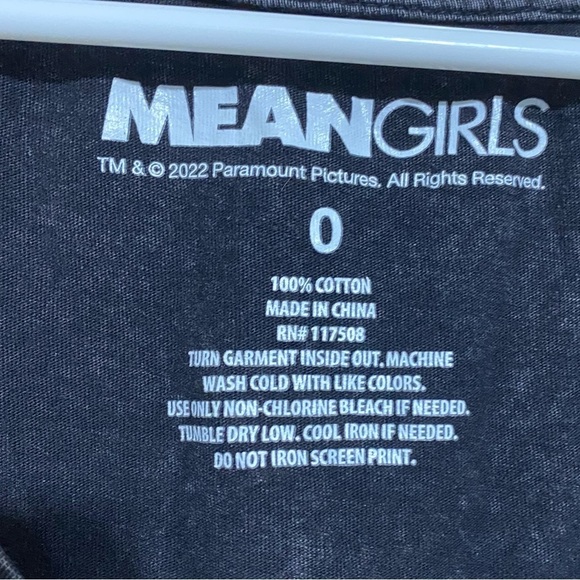 MEANGIRLS
TM & © 2022 Paramount Pictures. All Rights Reserved.
0
100% COTTON
MADE IN CHINA
RN# 117508
TURN GARMENT INSIDE OUT. MACHINE
WASH COLD WITH LIKE COLORS.
USE ONLY NON-CHLORINE BLEACH IF NEEDED.
TUMBLE DRY LOW. COOL IRON IF NEEDED.
DO NOT IRON SCREEN PRINT.